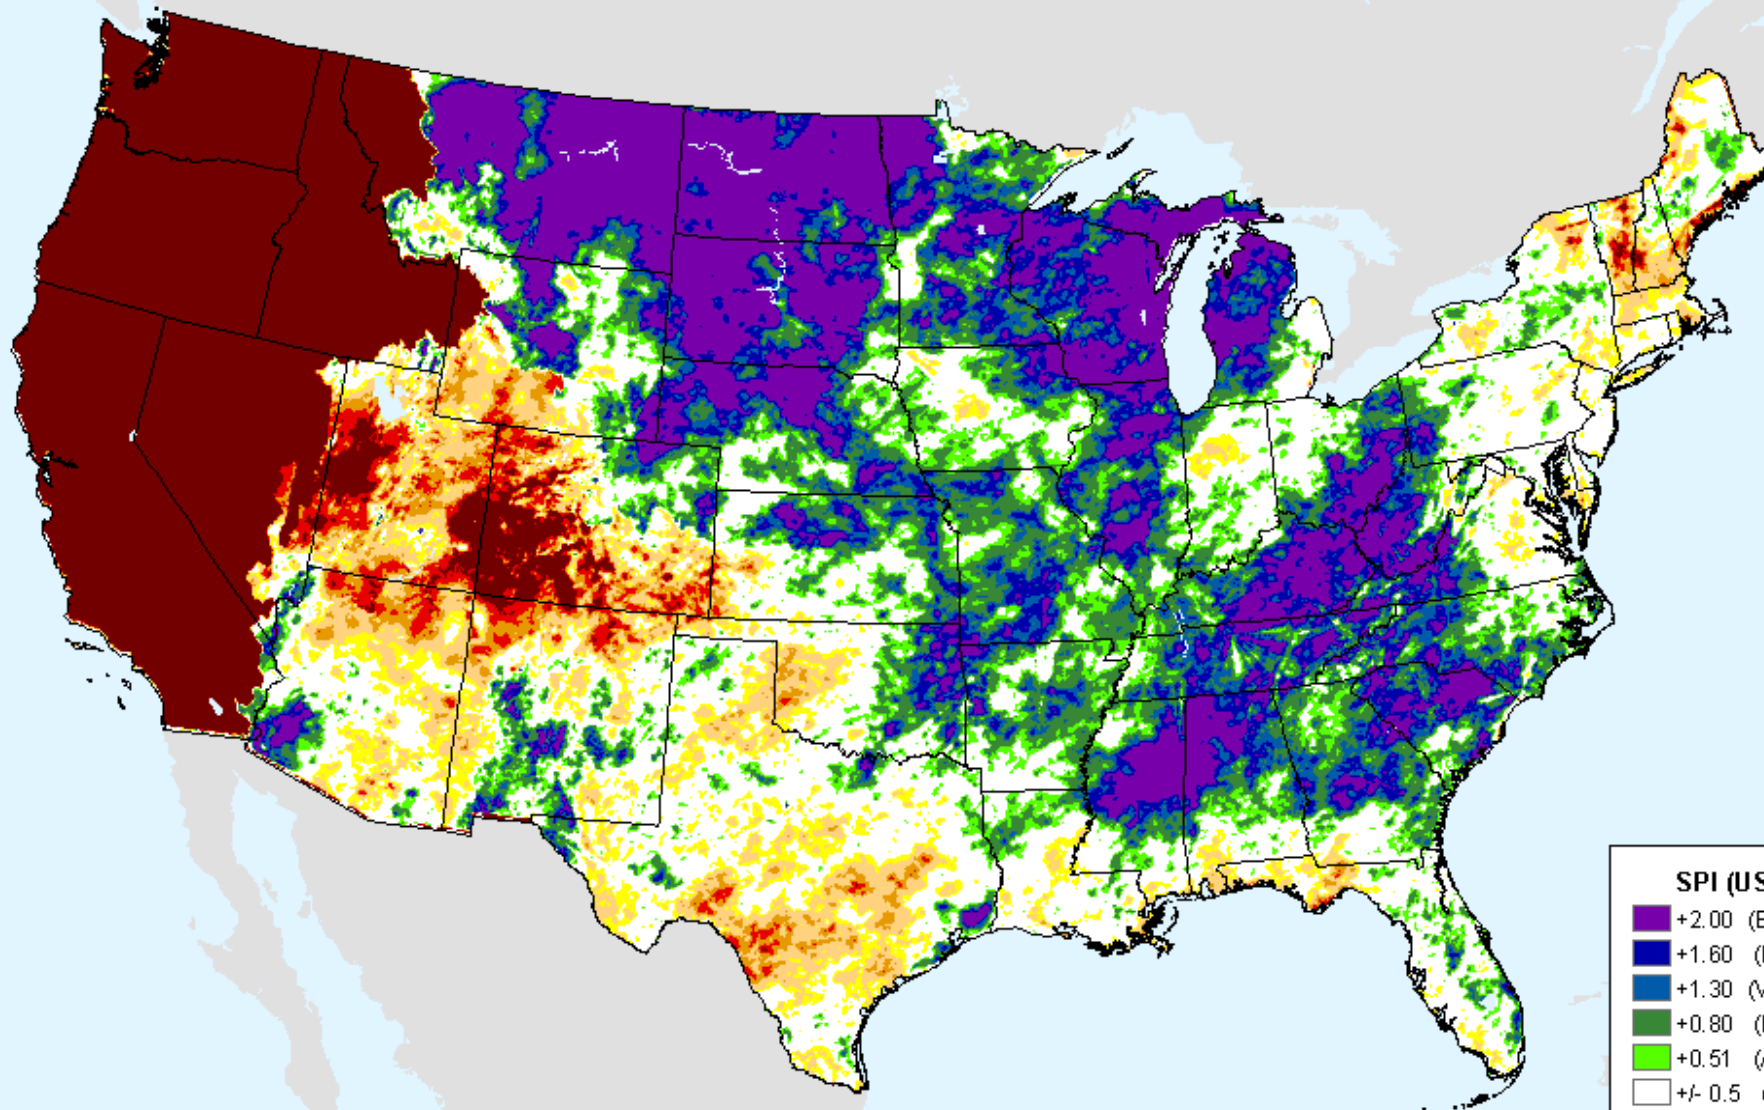 SPI (US
+2.00 (E
+1.60 (
+1.30 (V
+0.80 (
+0.51 (
+/- 0.5